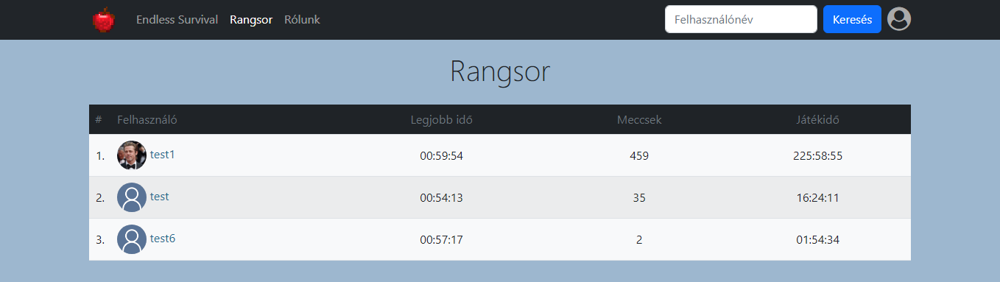 Endless Survival Rangsor Rólunk Felhasználónév Keresés
Rangsor
# Felhasználó Legjobb idő Meccsek Játékidő
1. test1 00:59:54 459 225:58:55
2. test 00:54:13 35 16:24:11
3. test6 00:57:17 2 01:54:34